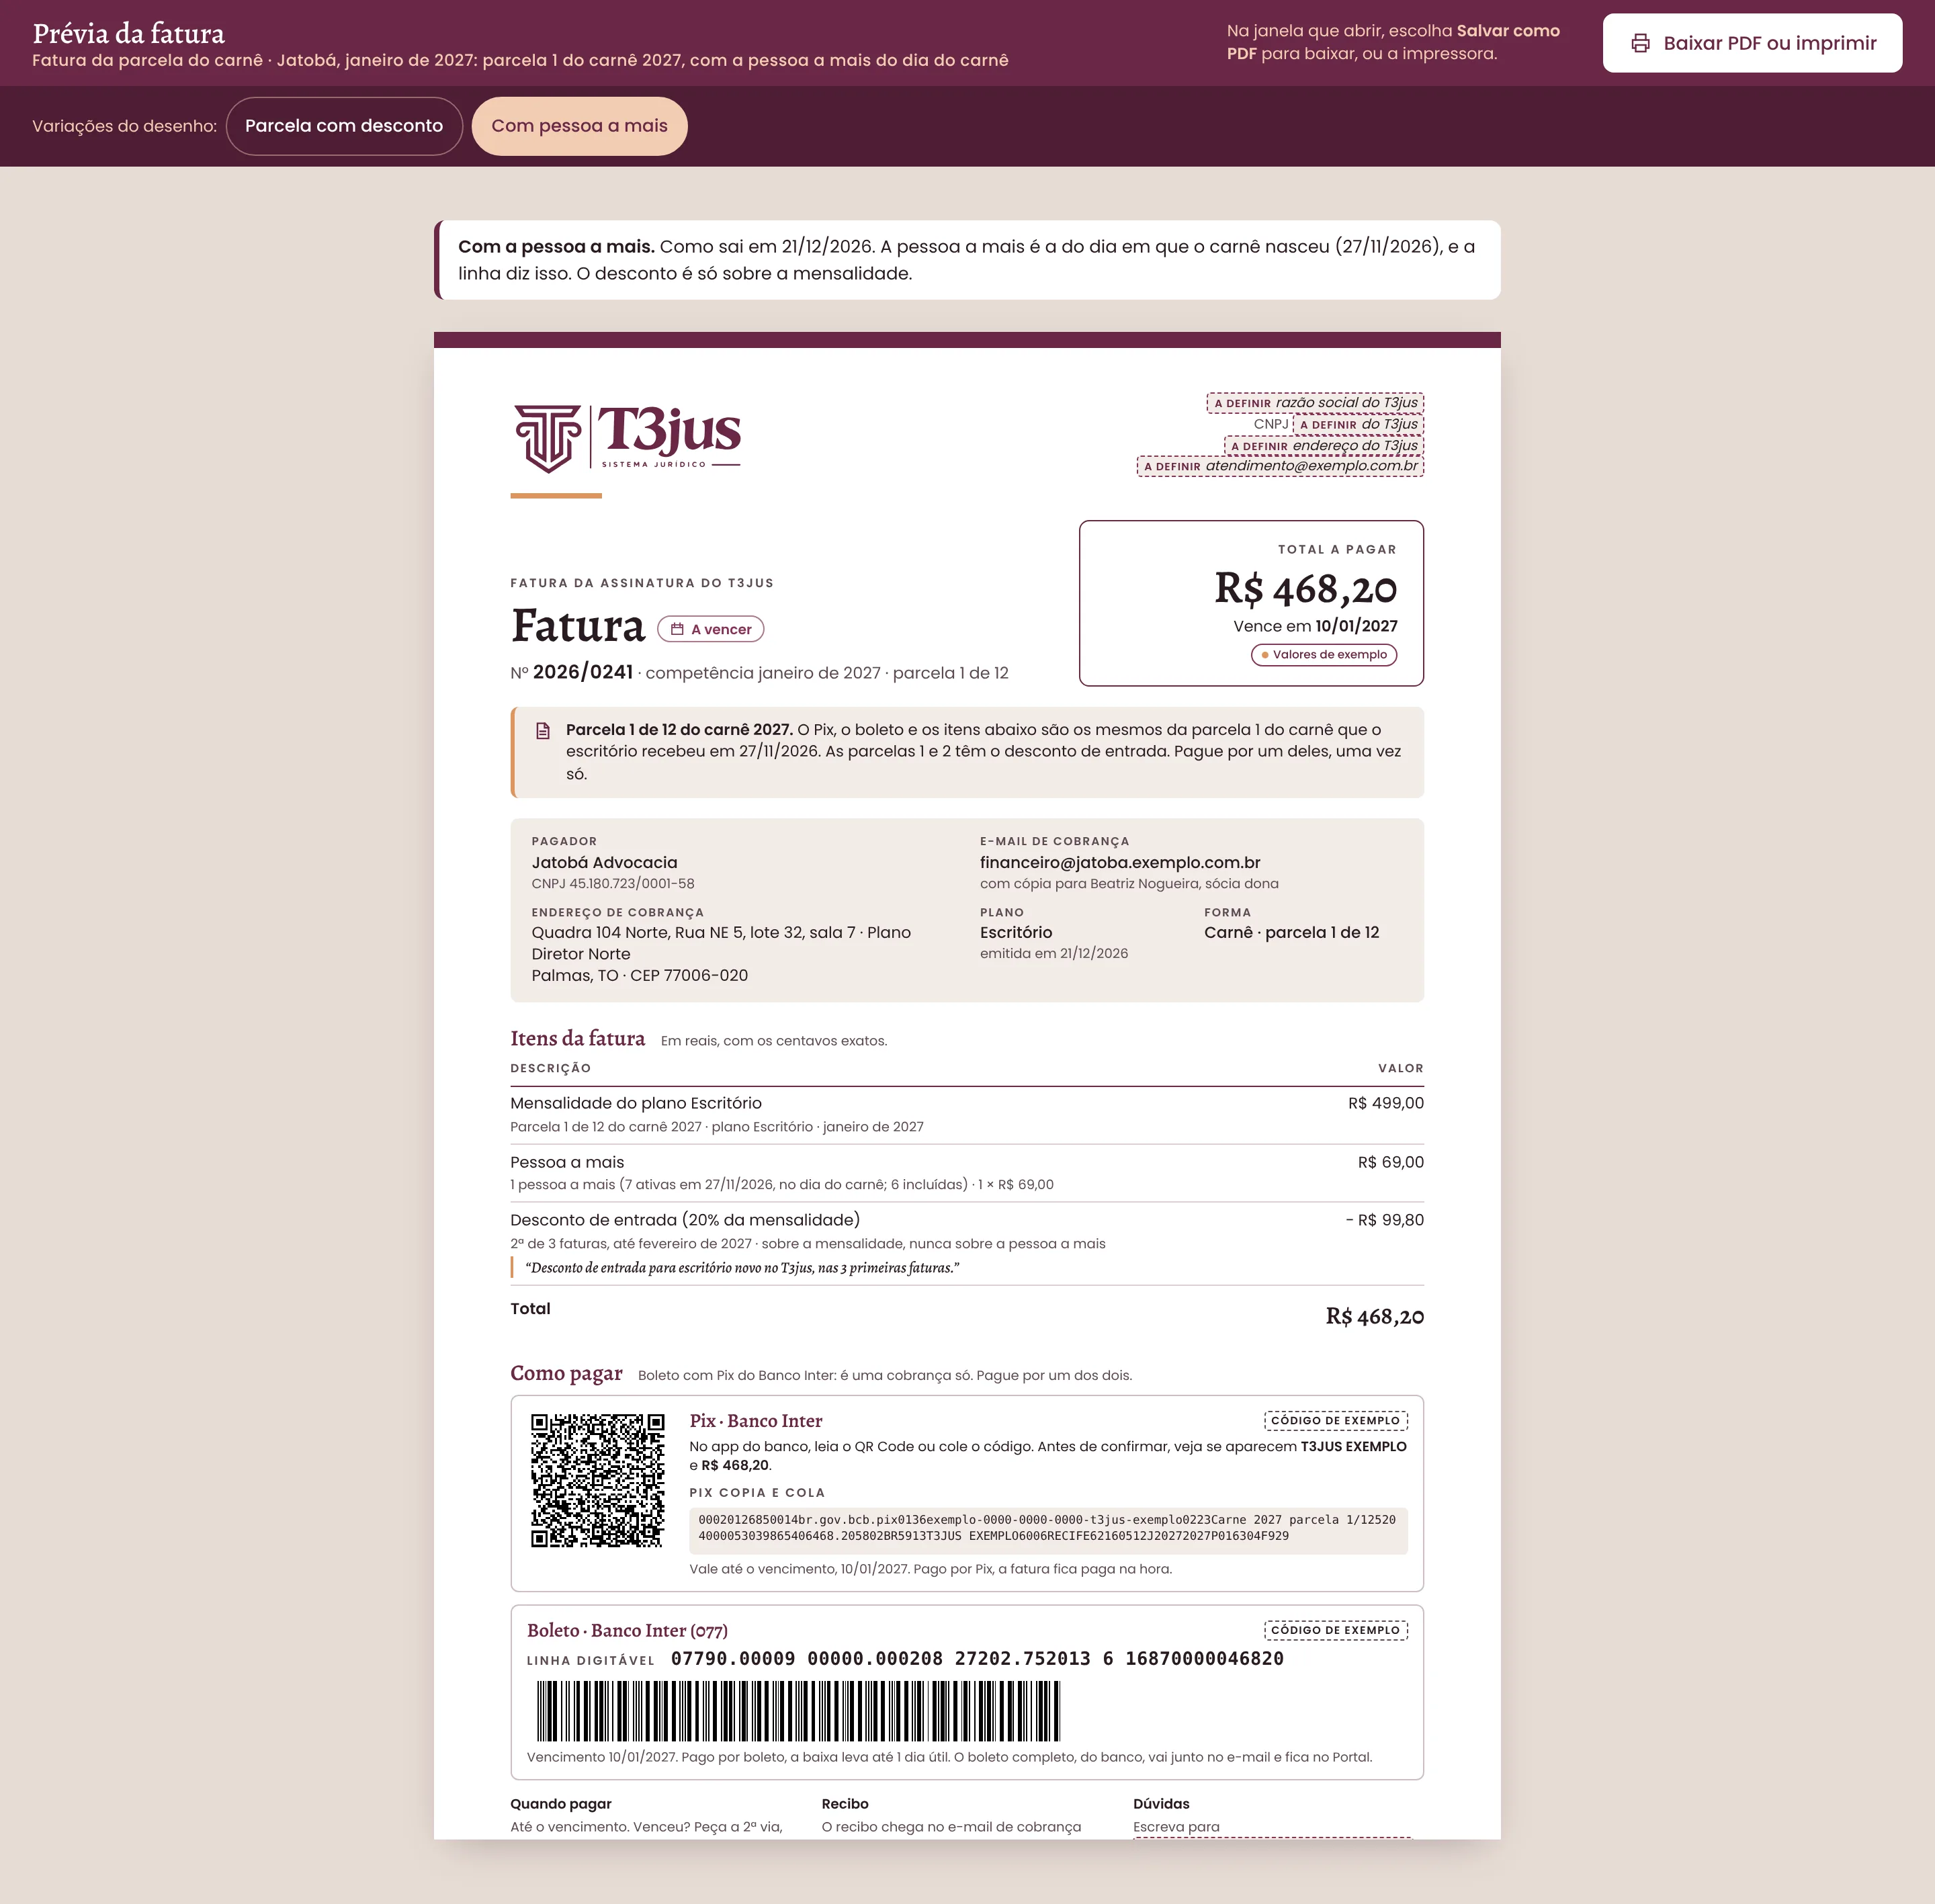 Prévia da fatura
Fatura da parcela do carnê · Jatobá, janeiro de 2027: parcela 1 do carnê 2027, com a pessoa a mais do dia do carnê
Na janela que abrir, escolha Salvar como
PDF para baixar, ou a impressora.
Baixar PDF ou imprimir
Variações do desenho:
Parcela com desconto
Com pessoa a mais
Com a pessoa a mais. Como sai em 21/12/2026. A pessoa a mais é a do dia em que o carnê nasceu (27/11/2026), e a
linha diz isso. O desconto é só sobre a mensalidade.
T3jus
SISTEMA JURÍDICO
A DEFINIR razão social do T3jus
CNPJ A DEFINIR do T3jus
A DEFINIR endereço do T3jus
A DEFINIR atendimento@exemplo.com.br
FATURA DA ASSINATURA DO T3JUS
Fatura A vencer
Nº 2026/0241 · competência janeiro de 2027 · parcela 1 de 12
TOTAL A PAGAR
R$ 468,20
Vence em 10/01/2027
Valores de exemplo
Parcela 1 de 12 do carnê 2027. O Pix, o boleto e os itens abaixo são os mesmos da parcela 1 do carnê que o
escritório recebeu em 27/11/2026. As parcelas 1 e 2 têm o desconto de entrada. Pague por um deles, uma vez
só.
PAGADOR
Jatobá Advocacia
CNPJ 45.180.723/0001-58
E-MAIL DE COBRANÇA
financeiro@jatoba.exemplo.com.br
com cópia para Beatriz Nogueira, sócia dona
ENDEREÇO DE COBRANÇA
Quadra 104 Norte, Rua NE 5, lote 32, sala 7 · Plano
Diretor Norte
Palmas, TO · CEP 77006-020
PLANO
Escritório
emitida em 21/12/2026
FORMA
Carnê · parcela 1 de 12
Itens da fatura Em reais, com os centavos exatos.
DESCRIÇÃO VALOR
Mensalidade do plano Escritório R$ 499,00
Parcela 1 de 12 do carnê 2027 · plano Escritório · janeiro de 2027
Pessoa a mais R$ 69,00
1 pessoa a mais (7 ativas em 27/11/2026, no dia do carnê; 6 incluídas) · 1 × R$ 69,00
Desconto de entrada (20% da mensalidade) − R$ 99,80
2ª de 3 faturas, até fevereiro de 2027 · sobre a mensalidade, nunca sobre a pessoa a mais
“Desconto de entrada para escritório novo no T3jus, nas 3 primeiras faturas.”
Total R$ 468,20
Como pagar Boleto com Pix do Banco Inter: é uma cobrança só. Pague por um dos dois.
Pix · Banco Inter CÓDIGO DE EXEMPLO
No app do banco, leia o QR Code ou cole o código. Antes de confirmar, veja se aparecem T3JUS EXEMPLO
e R$ 468,20.
PIX COPIA E COLA
00020126850014br.gov.bcb.pix0136exemplo-0000-0000-0000-t3jus-exemplo0223Carne 2027 parcela 1/12520
4000053039865406468.205802BR5913T3JUS EXEMPLO6006RECIFE62160512J20272027P016304F929
Vale até o vencimento, 10/01/2027. Pago por Pix, a fatura fica paga na hora.
Boleto · Banco Inter (077) CÓDIGO DE EXEMPLO
LINHA DIGITÁVEL 07790.00009 00000.000208 27202.752013 6 16870000046820
Vencimento 10/01/2027. Pago por boleto, a baixa leva até 1 dia útil. O boleto completo, do banco, vai junto no e-mail e fica no Portal.
Quando pagar
Até o vencimento. Venceu? Peça a 2ª via,
Recibo
O recibo chega no e-mail de cobrança
Dúvidas
Escreva para